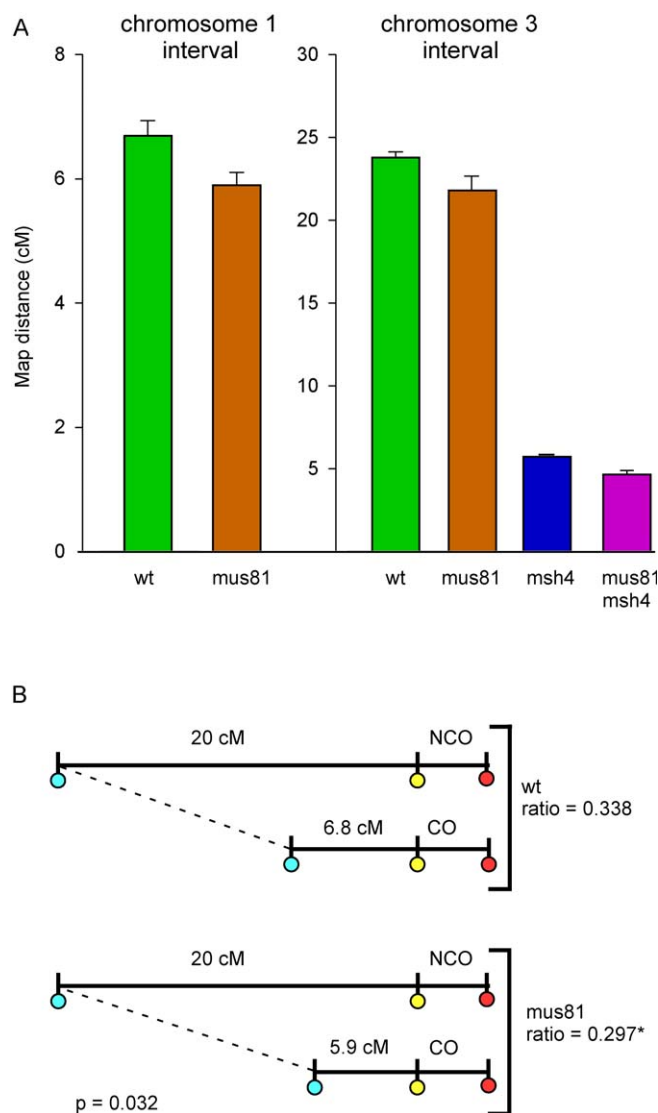 A
chromosome 1
interval
chromosome 3
interval
Map distance (cM)
8
6
4
2
0
30
25
20
15
10
5
0
wt
mus81
wt
mus81
msh4
mus81
msh4
B
20 cM
NCO
6.8 cM
CO
wt
ratio = 0.338
20 cM
NCO
5.9 cM
CO
mus81
ratio = 0.297*
p = 0.032